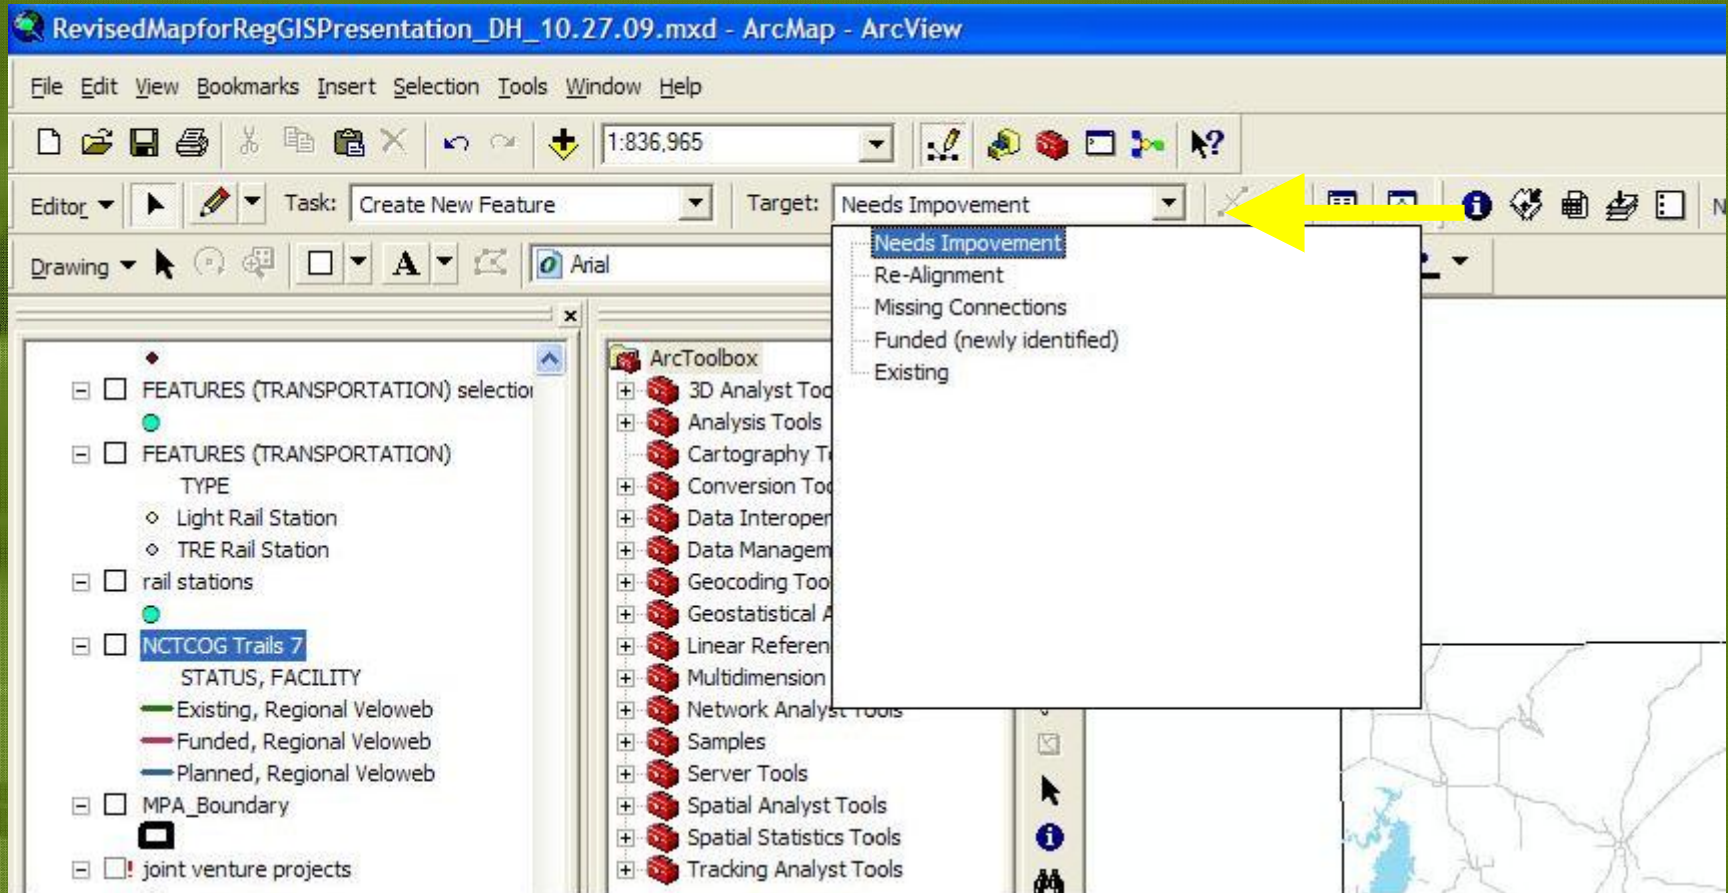 RevisedMapforRegGISPresentation_DH_10.27.09.mxd - ArcMap - ArcView
File Edit View Bookmarks Insert Selection Tools Window Help
1:836,965
Editor Task: Create New Feature Target: Needs Impovement N
Drawing A Arial
Needs Impovement
Re-Alignment
Missing Connections
Funded (newly identified)
Existing
FEATURES (TRANSPORTATION) selection
FEATURES (TRANSPORTATION)
TYPE
Light Rail Station
TRE Rail Station
rail stations
NCTCOG Trails 7
STATUS, FACILITY
Existing, Regional Veloweb
Funded, Regional Veloweb
Planned, Regional Veloweb
MPA_Boundary
! joint venture projects
ArcToolbox
3D Analyst Too
Analysis Tools
Cartography T
Conversion Too
Data Interoper
Data Managem
Geocoding Too
Geostatistical A
Linear Referen
Multidimension
Network Analyst Tools
Samples
Server Tools
Spatial Analyst Tools
Spatial Statistics Tools
Tracking Analyst Tools